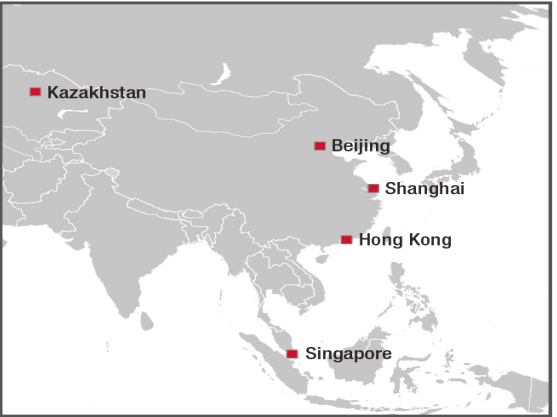 Kazakhstan
Beijing
Shanghai
Hong Kong
Singapore